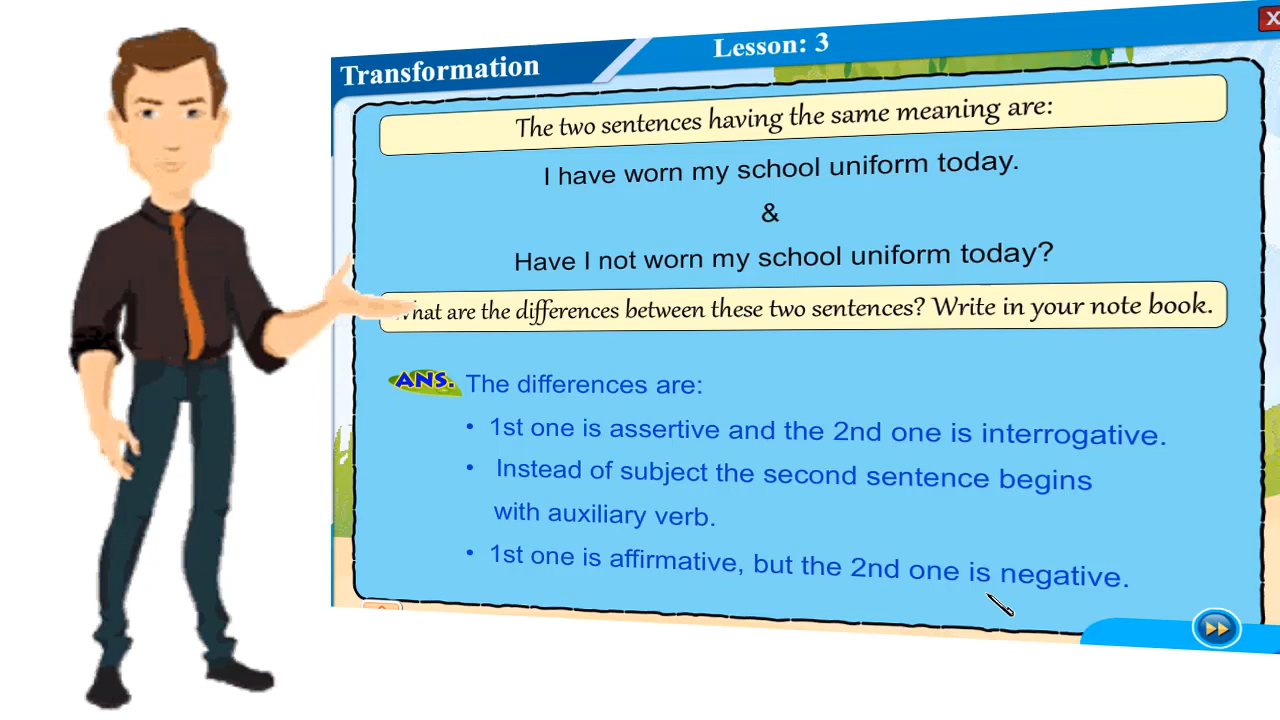 Transformation
Lesson: 3
X
The two sentences having the same meaning are:
I have worn my school uniform today.
&
Have I not worn my school uniform today?
What are the differences between these two sentences? Write in your note book.
ANS. The differences are:
• 1st one is assertive and the 2nd one is interrogative.
• Instead of subject the second sentence begins
with auxiliary verb.
• 1st one is affirmative, but the 2nd one is negative.